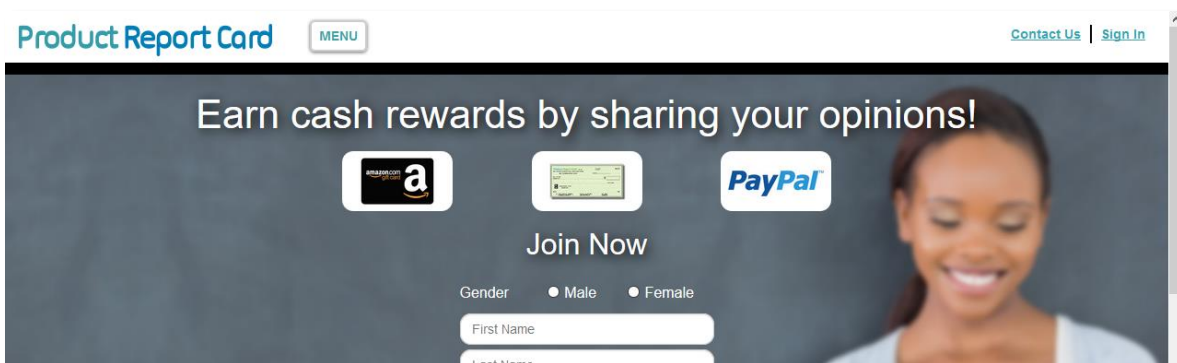 Product Report Card
MENU
Contact Us
Sign In
Earn cash rewards by sharing your opinions!
amazon.com
gift card
a
PayPal™
Join Now
Gender
Male
Female
First Name